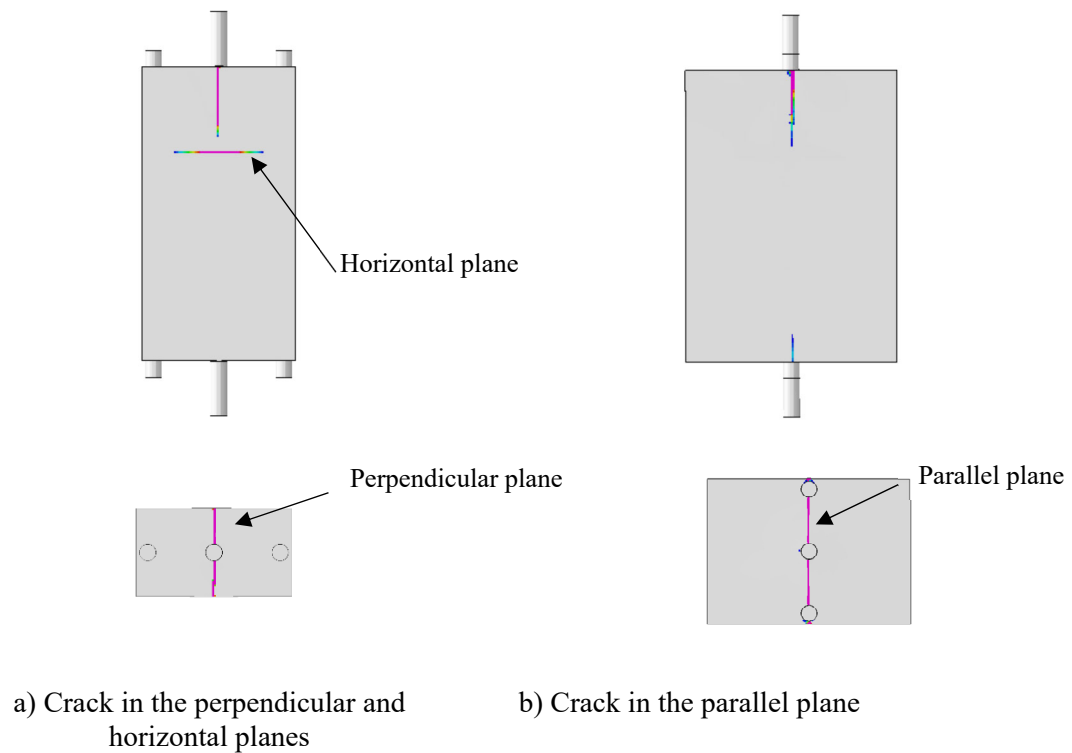 Horizontal plane
Perpendicular plane
Parallel plane
a) Crack in the perpendicular and
horizontal planes
b) Crack in the parallel plane